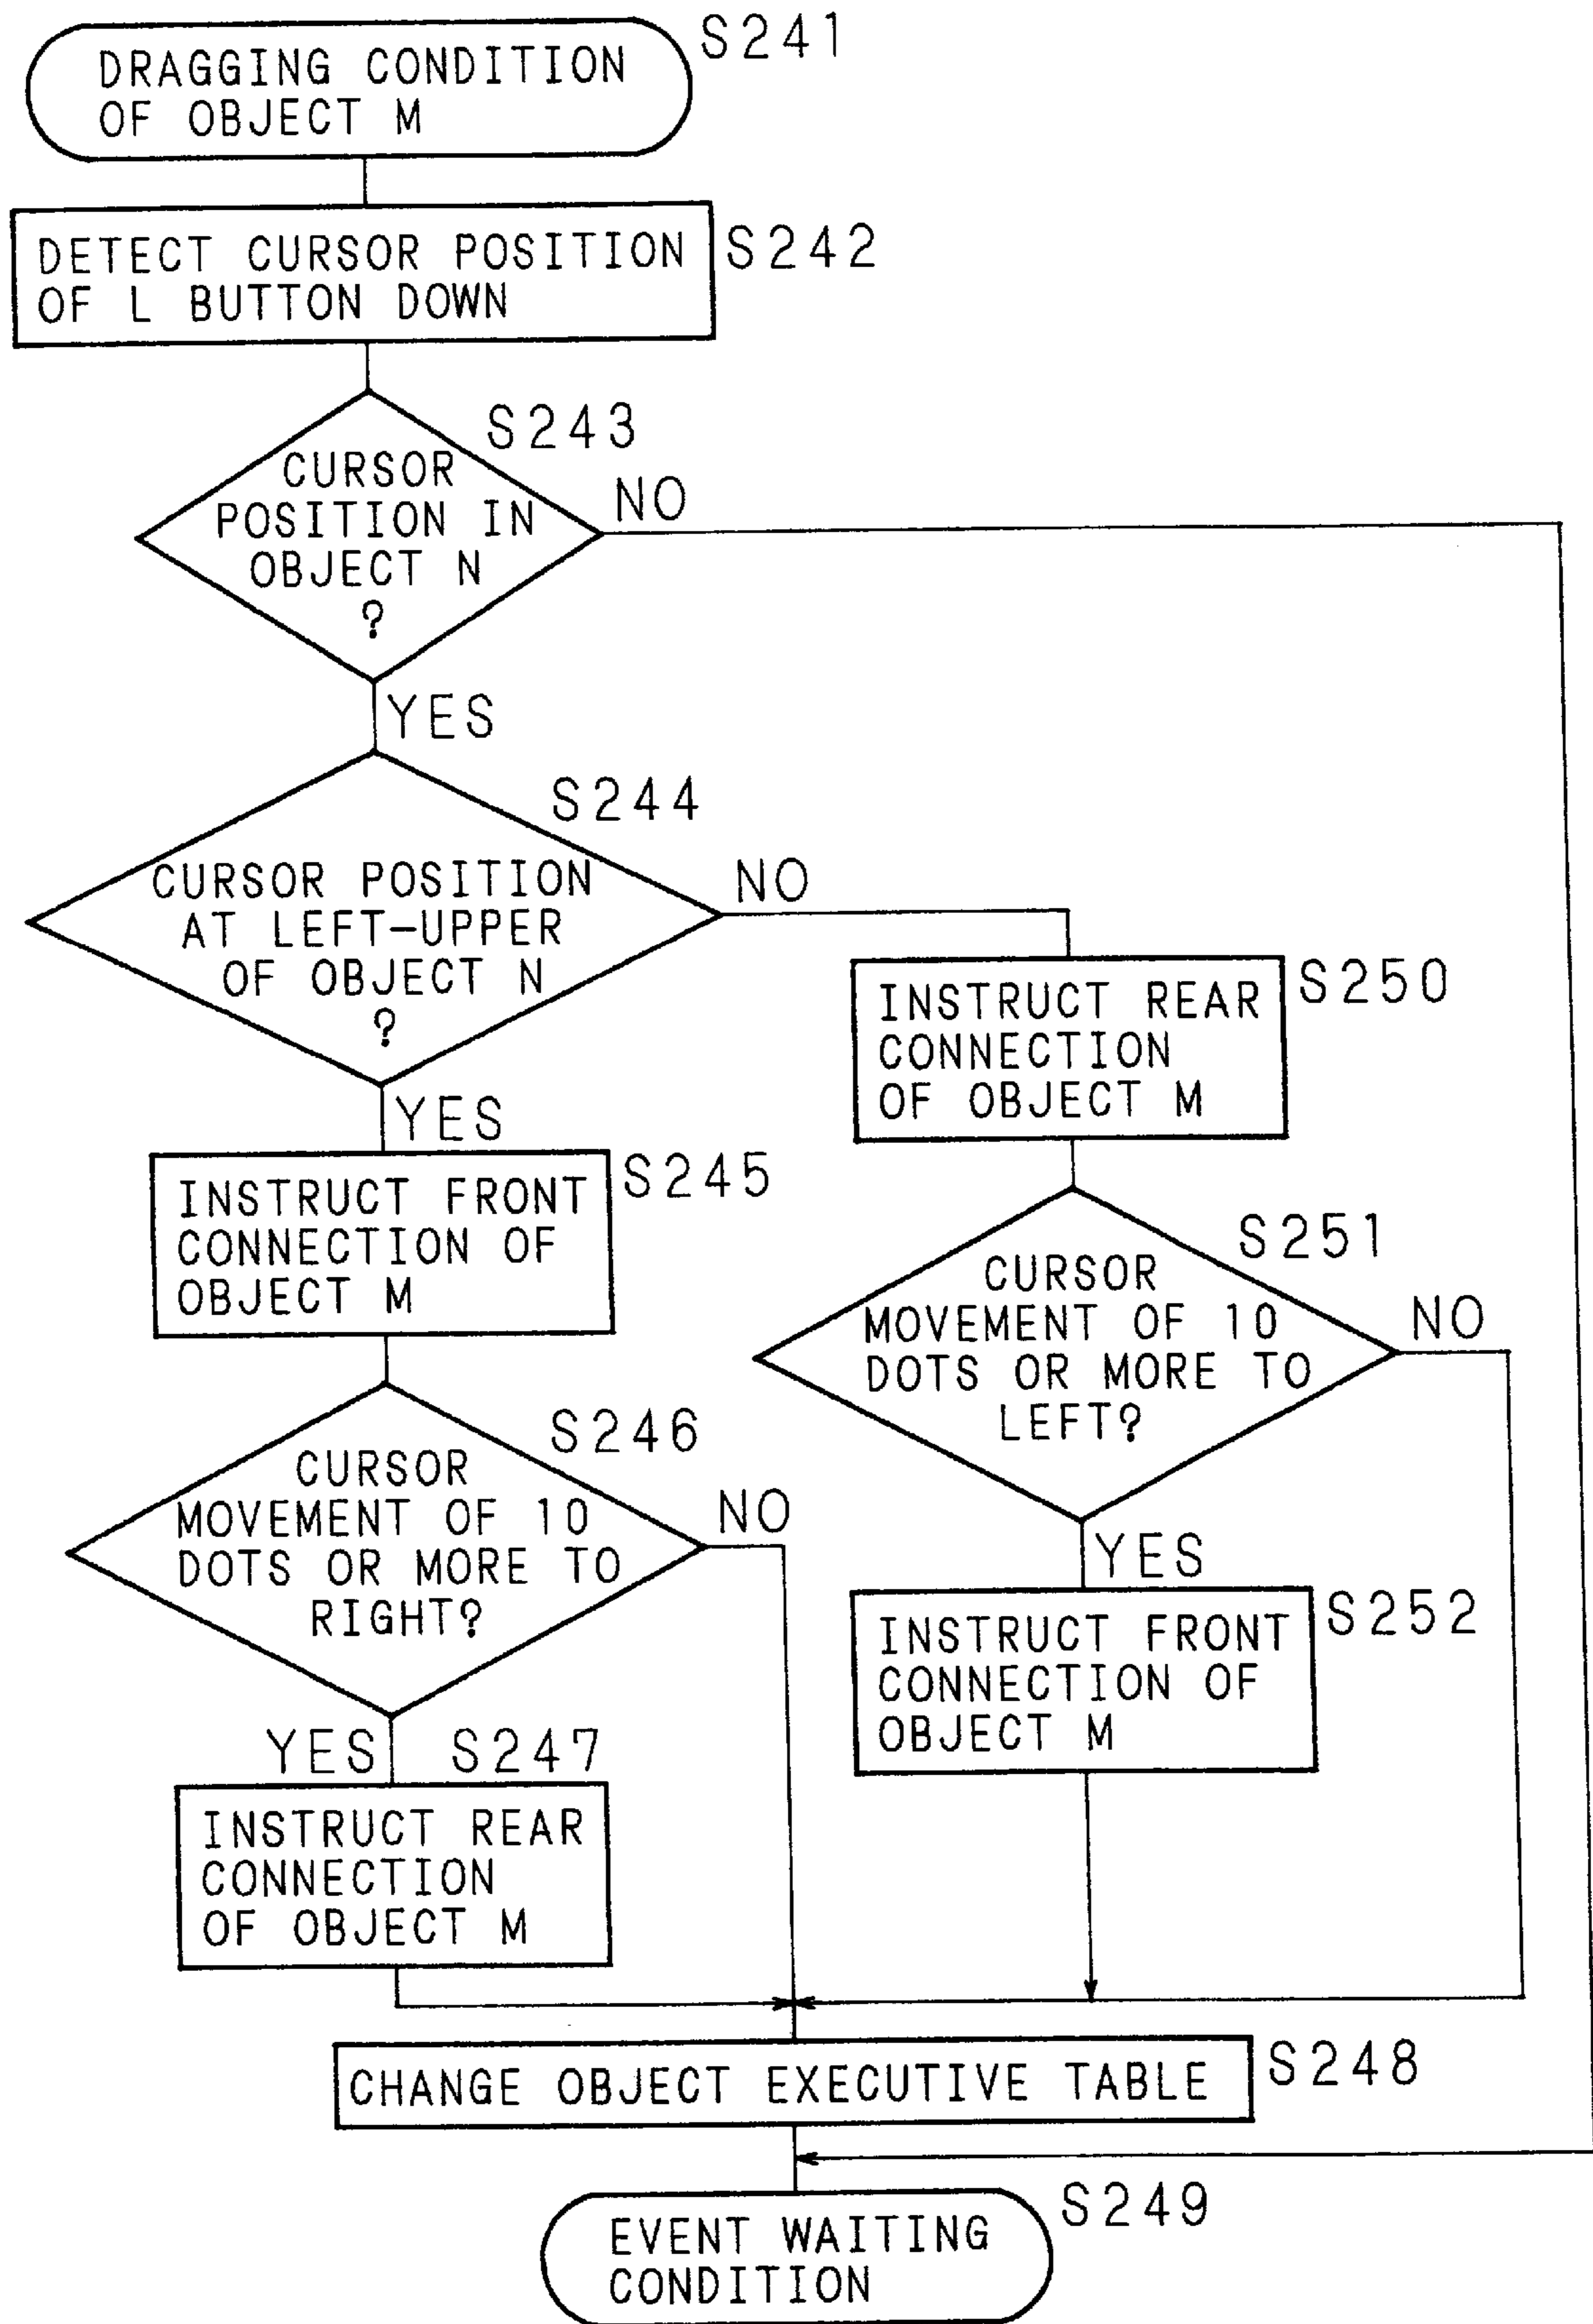 S241
DRAGGING CONDITION
OF OBJECT M
S242
DETECT CURSOR POSITION
OF L BUTTON DOWN
S243
CURSOR
POSITION IN
OBJECT N
?
NO
YES
S244
CURSOR POSITION
AT LEFT-UPPER
OF OBJECT N
?
NO
YES
S245
INSTRUCT FRONT
CONNECTION OF
OBJECT M
S246
CURSOR
MOVEMENT OF 10
DOTS OR MORE TO
RIGHT?
NO
YES
S247
INSTRUCT REAR
CONNECTION
OF OBJECT M
S250
INSTRUCT REAR
CONNECTION
OF OBJECT M
S251
CURSOR
MOVEMENT OF 10
DOTS OR MORE TO
LEFT?
NO
YES
S252
INSTRUCT FRONT
CONNECTION OF
OBJECT M
CHANGE OBJECT EXECUTIVE TABLE
S248
S249
EVENT WAITING
CONDITION